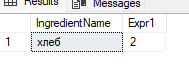 Results Messages
IngredientName Expr1
1 хлеб 2